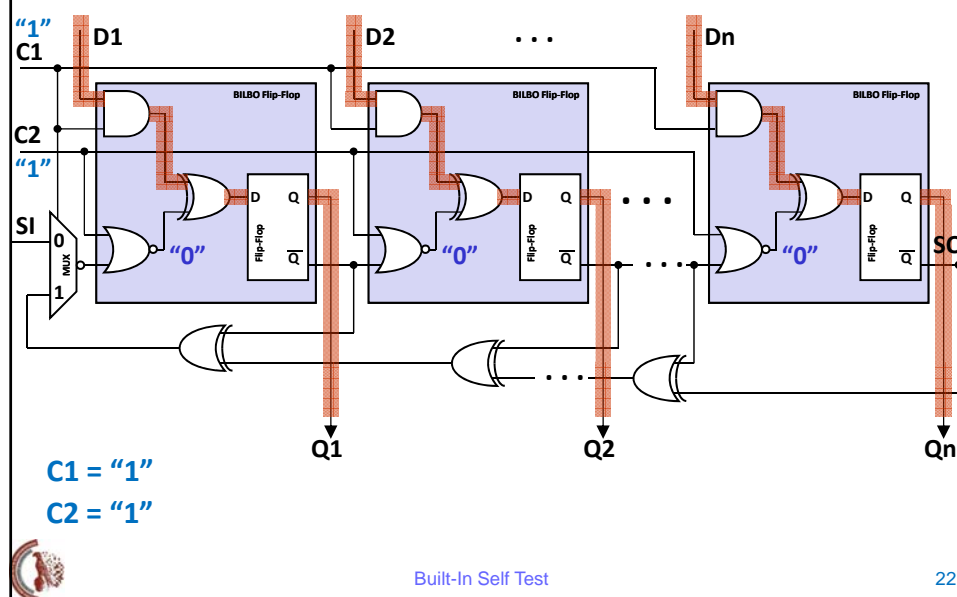 “1”
C1
D1
D2
. . .
Dn
BILBO Flip-Flop
BILBO Flip-Flop
BILBO Flip-Flop
C2
“1”
SI
0
MUX
1
“0”
D
Q
Flip-Flop
Q
“0”
D
Q
Flip-Flop
Q
. . .
. . .
“0”
D
Q
Flip-Flop
Q
SO
. . .
Q1
Q2
Qn
C1 = “1”
C2 = “1”
Built-In Self Test
22